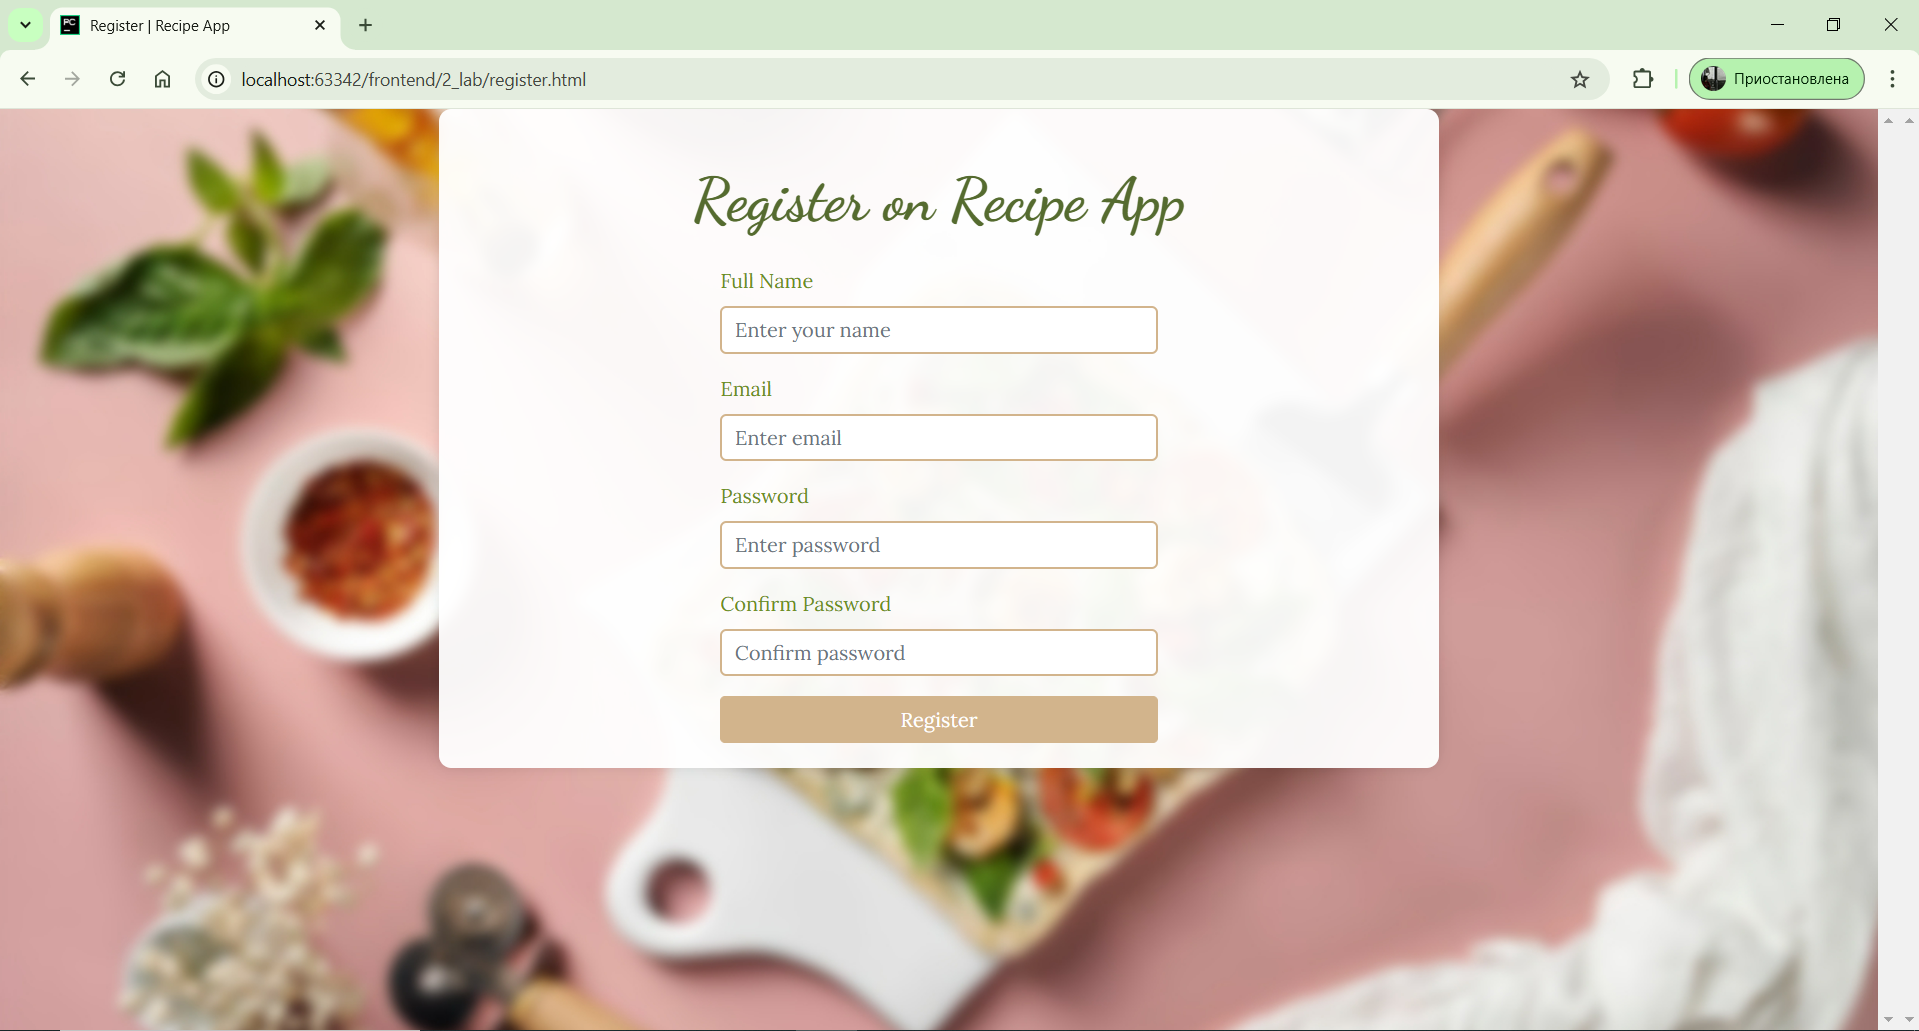 Register | Recipe App
localhost:63342/frontend/2_lab/register.html
Приостановлена
Register on Recipe App
Full Name
Enter your name
Email
Enter email
Password
Enter password
Confirm Password
Confirm password
Register